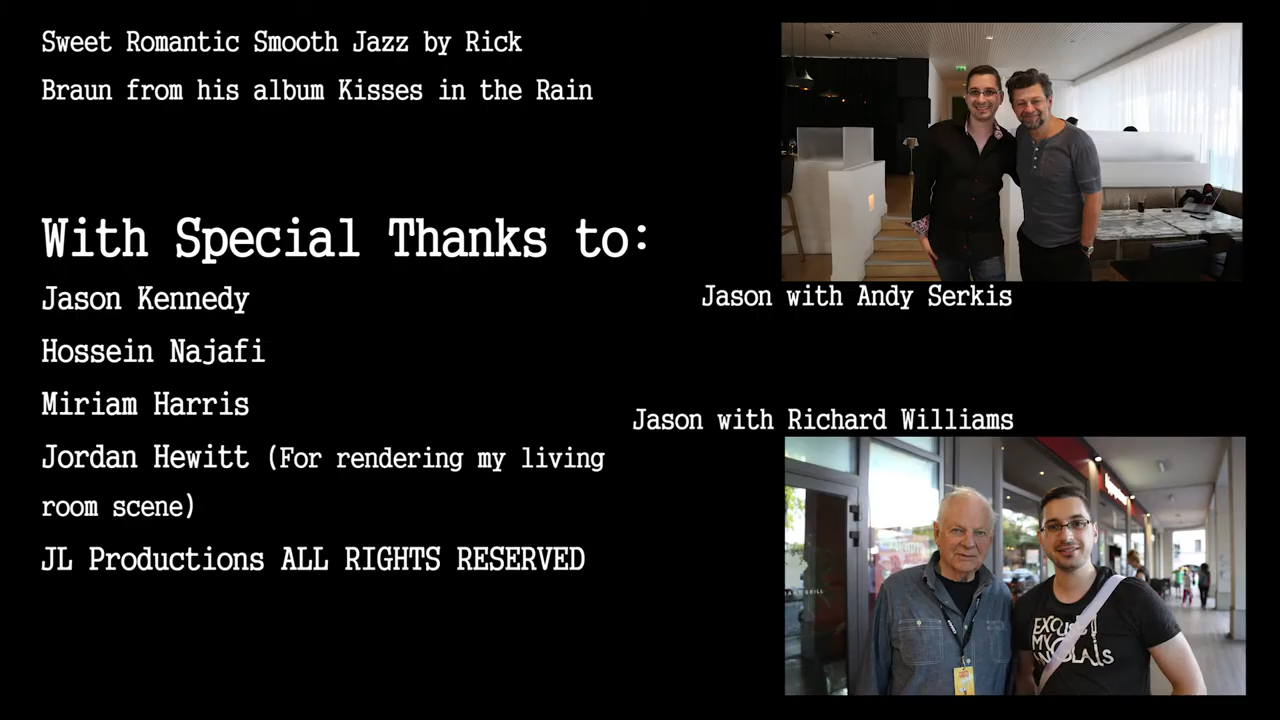 Sweet Romantic Smooth Jazz by Rick
Braun from his album Kisses in the Rain
With Special Thanks to:
Jason Kennedy
Hossein Najafi
Miriam Harris
Jordan Hewitt (For rendering my living
room scene)
JL Productions ALL RIGHTS RESERVED
Jason with Andy Serkis
Jason with Richard Williams
EXCUSE
MY